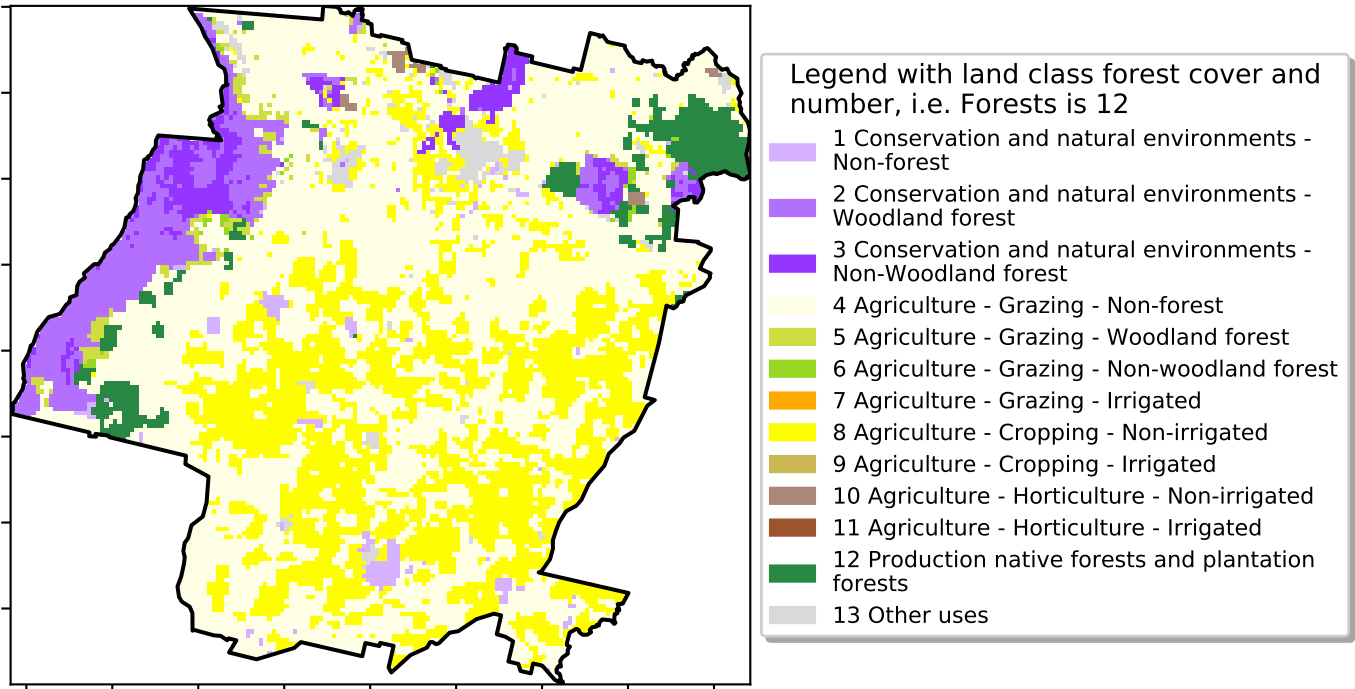 Legend with land class forest cover and
number, i.e. Forests is 12
1 Conservation and natural environments -
Non-forest
2 Conservation and natural environments -
Woodland forest
3 Conservation and natural environments -
Non-Woodland forest
4 Agriculture - Grazing - Non-forest
5 Agriculture - Grazing - Woodland forest
6 Agriculture - Grazing - Non-woodland forest
7 Agriculture - Grazing - Irrigated
8 Agriculture - Cropping - Non-irrigated
9 Agriculture - Cropping - Irrigated
10 Agriculture - Horticulture - Non-irrigated
11 Agriculture - Horticulture - Irrigated
12 Production native forests and plantation
forests
13 Other uses